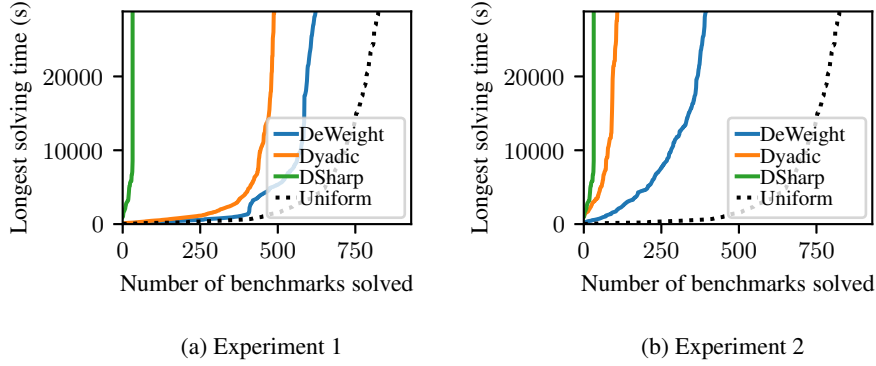 Longest solving time (s)
20000
10000
0
DeWeight
Dyadic
DSharp
Uniform
0 250 500 750
Number of benchmarks solved
(a) Experiment 1
Longest solving time (s)
20000
10000
0
DeWeight
Dyadic
DSharp
Uniform
0 250 500 750
Number of benchmarks solved
(b) Experiment 2